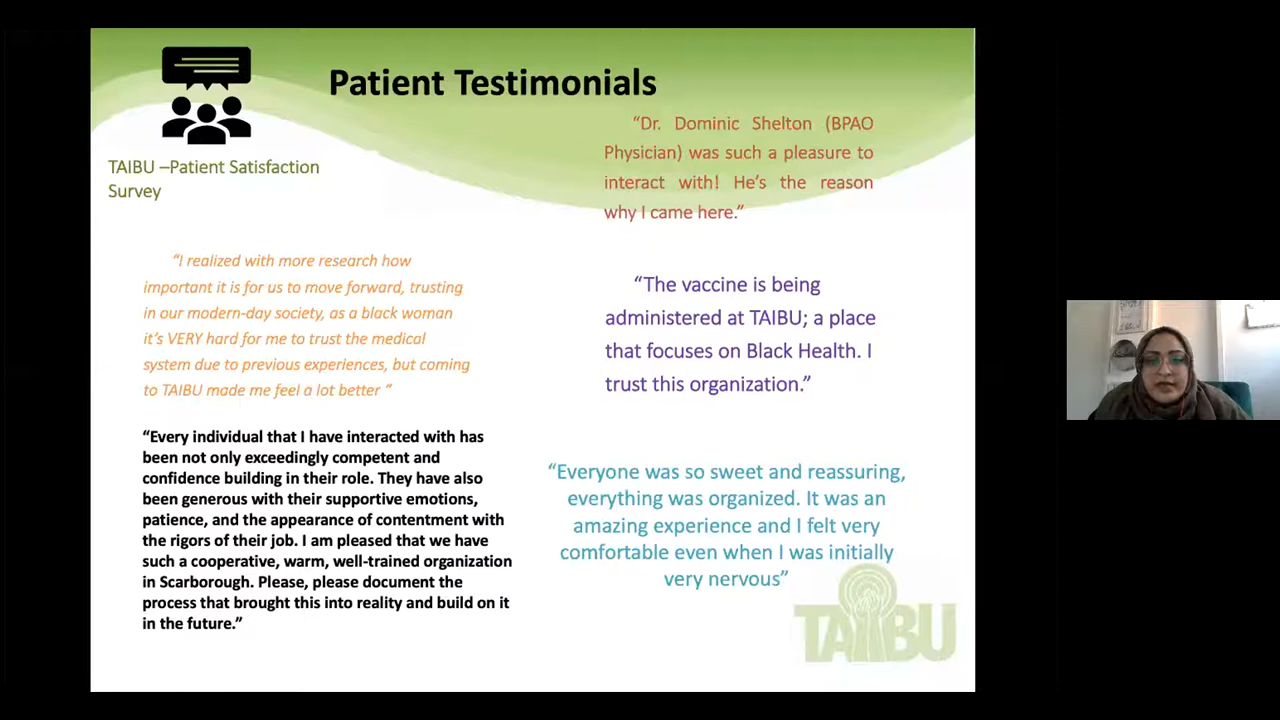 Patient Testimonials
TAIBU –Patient Satisfaction
Survey
“Dr. Dominic Shelton (BPAO
Physician) was such a pleasure to
interact with! He’s the reason
why I came here.”
“I realized with more research how
important it is for us to move forward, trusting
in our modern-day society, as a black woman
it’s VERY hard for me to trust the medical
system due to previous experiences, but coming
to TAIBU made me feel a lot better ”
“The vaccine is being
administered at TAIBU; a place
that focuses on Black Health. I
trust this organization.”
“Every individual that I have interacted with has
been not only exceedingly competent and
confidence building in their role. They have also
been generous with their supportive emotions,
patience, and the appearance of contentment with
the rigors of their job. I am pleased that we have
such a cooperative, warm, well-trained organization
in Scarborough. Please, please document the
process that brought this into reality and build on it
in the future.”
“Everyone was so sweet and reassuring,
everything was organized. It was an
amazing experience and I felt very
comfortable even when I was initially
very nervous”
TAIBU